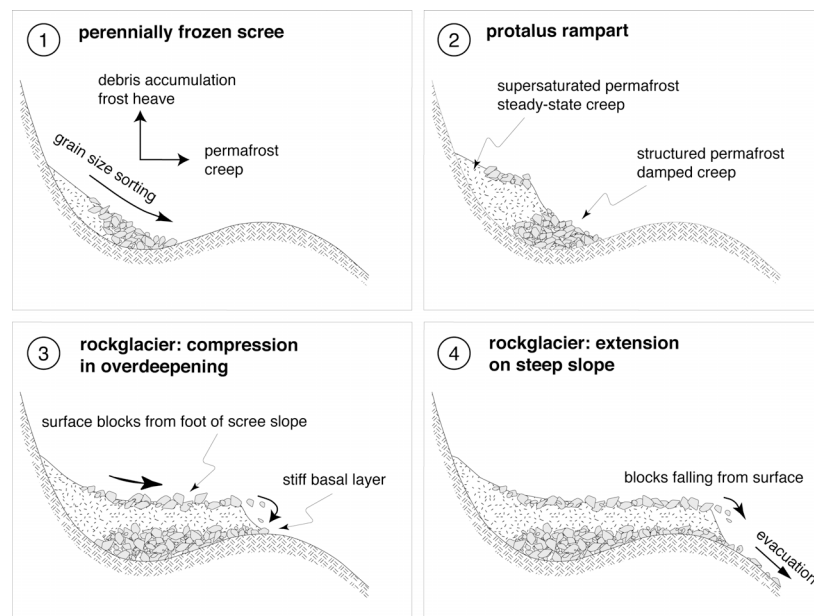 1
perennially frozen scree
debris accumulation
frost heave
grain size sorting
permafrost
creep
2
protalus rampart
supersaturated permafrost
steady-state creep
structured permafrost
damped creep
3
rockglacier: compression
in overdeepening
surface blocks from foot of scree slope
stiff basal layer
4
rockglacier: extension
on steep slope
blocks falling from surface
evacuation